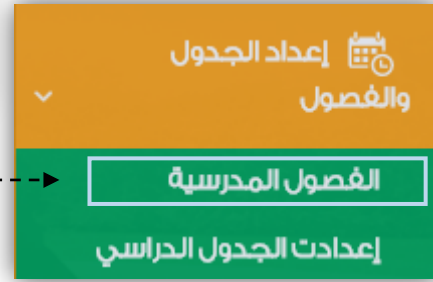 إعداد الجدول
والفصول
الفصول المدرسية
إعدادت الجدول الدراسي